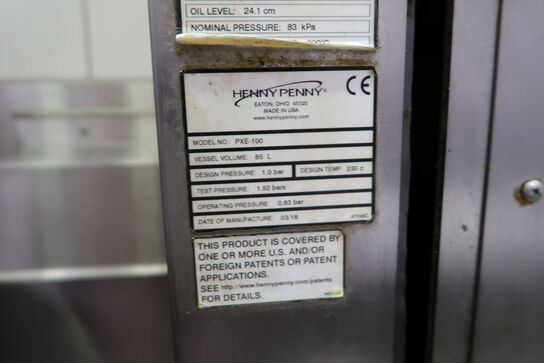 OIL LEVEL: 24.1 cm
NOMINAL PRESSURE: 83 kPa
HENNY PENNY®
CE
EATON, OHIO 45320
MADE IN USA
www.hennypenny.com
MODEL NO.: PXE-100
VESSEL VOLUME: 85 L
DESIGN PRESSURE: 1.0 bar DESIGN TEMP: 230 c
TEST PRESSURE: 1.52 bars
OPERATING PRESSURE: 0.83 bar
DATE OF MANUFACTURE: 03/18
THIS PRODUCT IS COVERED BY
ONE OR MORE U.S. AND/OR
FOREIGN PATENTS OR PATENT
APPLICATIONS.
SEE http://www.hennypenny.com/patents
FOR DETAILS.